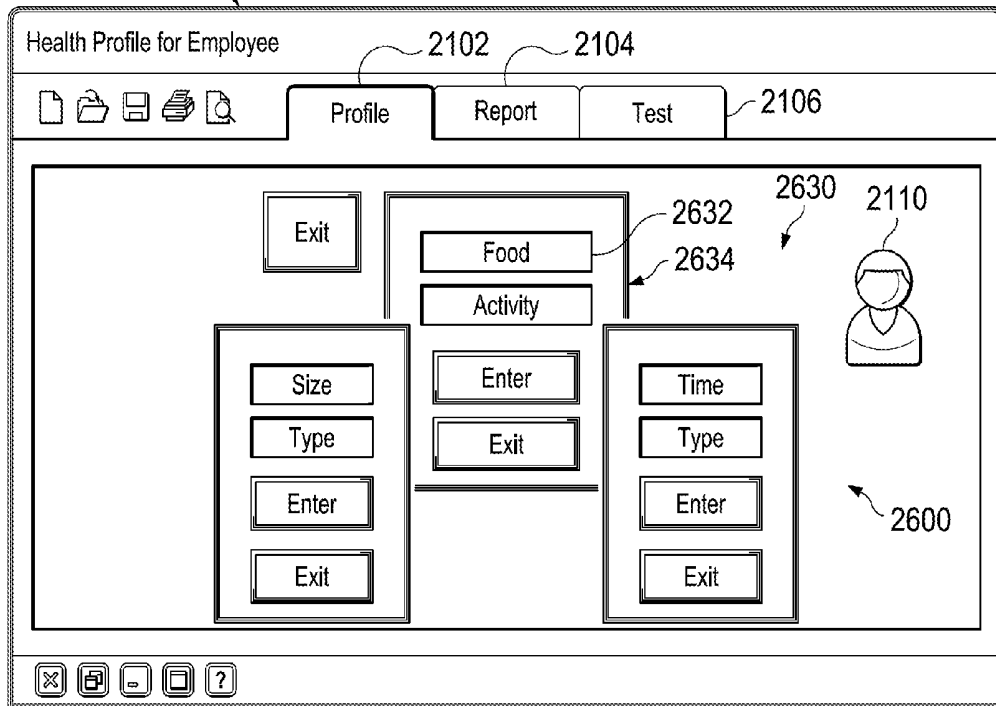 Health Profile for Employee
2102
2104
Profile
Report
Test
2106
Exit
Food
Activity
Enter
Exit
2632
2634
2630
2110
Size
Type
Enter
Exit
Time
Type
Enter
Exit
2600
?